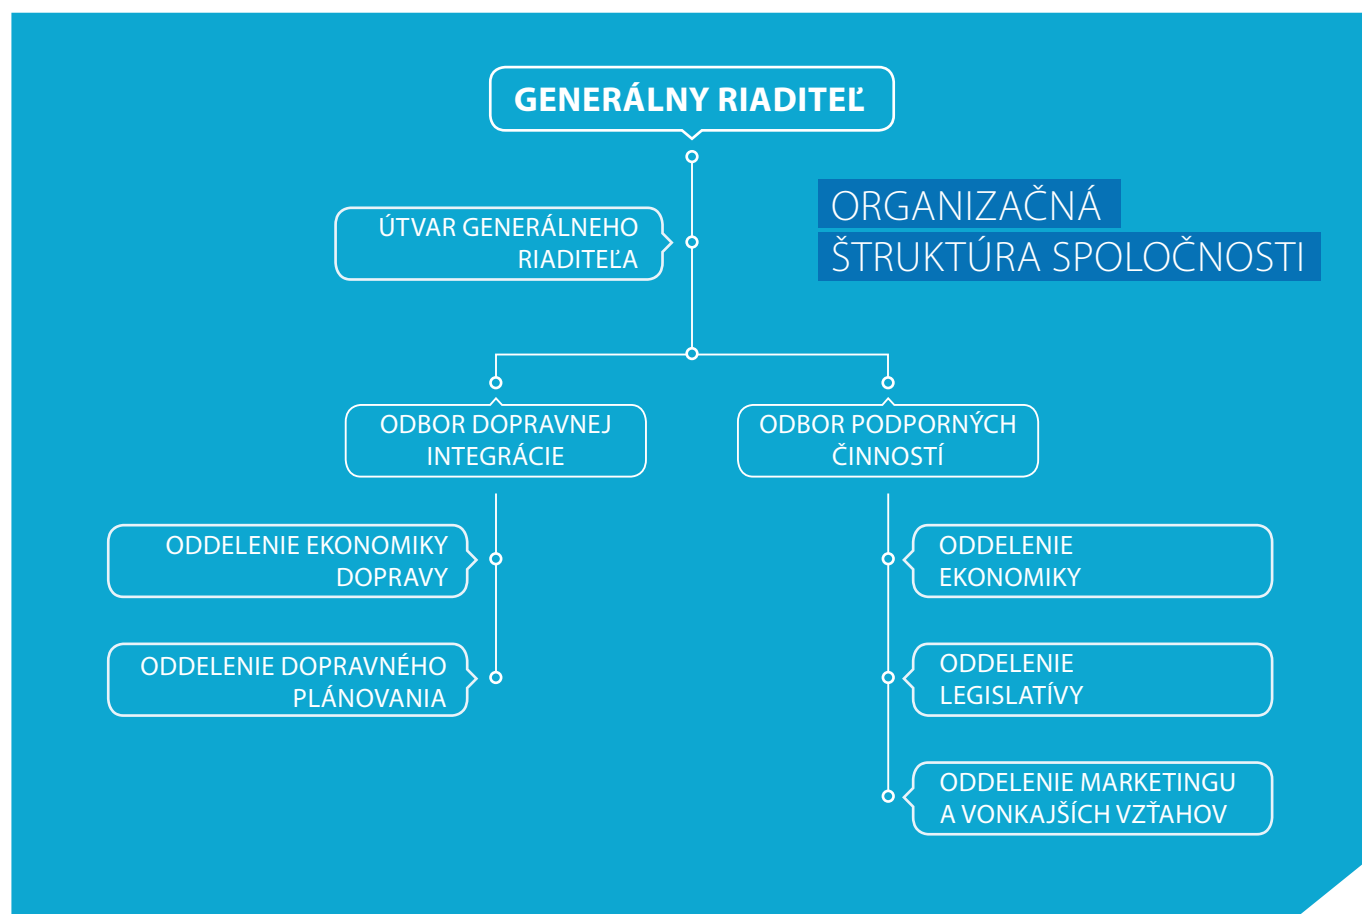 GENERÁLNY RIADITEĽ
ORGANIZAČNÁ
ŠTRUKTÚRA SPOLOČNOSTI
ÚTVAR GENERÁLNEHO
RIADITEĽA
ODBOR DOPRAVNEJ
INTEGRÁCIE
ODDELENIE EKONOMIKY
DOPRAVY
ODDELENIE DOPRAVNÉHO
PLÁNOVANIA
ODBOR PODPORNÝCH
ČINNOSTÍ
ODDELENIE
EKONOMIKY
ODDELENIE
LEGISLATÍVY
ODDELENIE MARKETINGU
A VONKAJŠÍCH VZŤAHOV